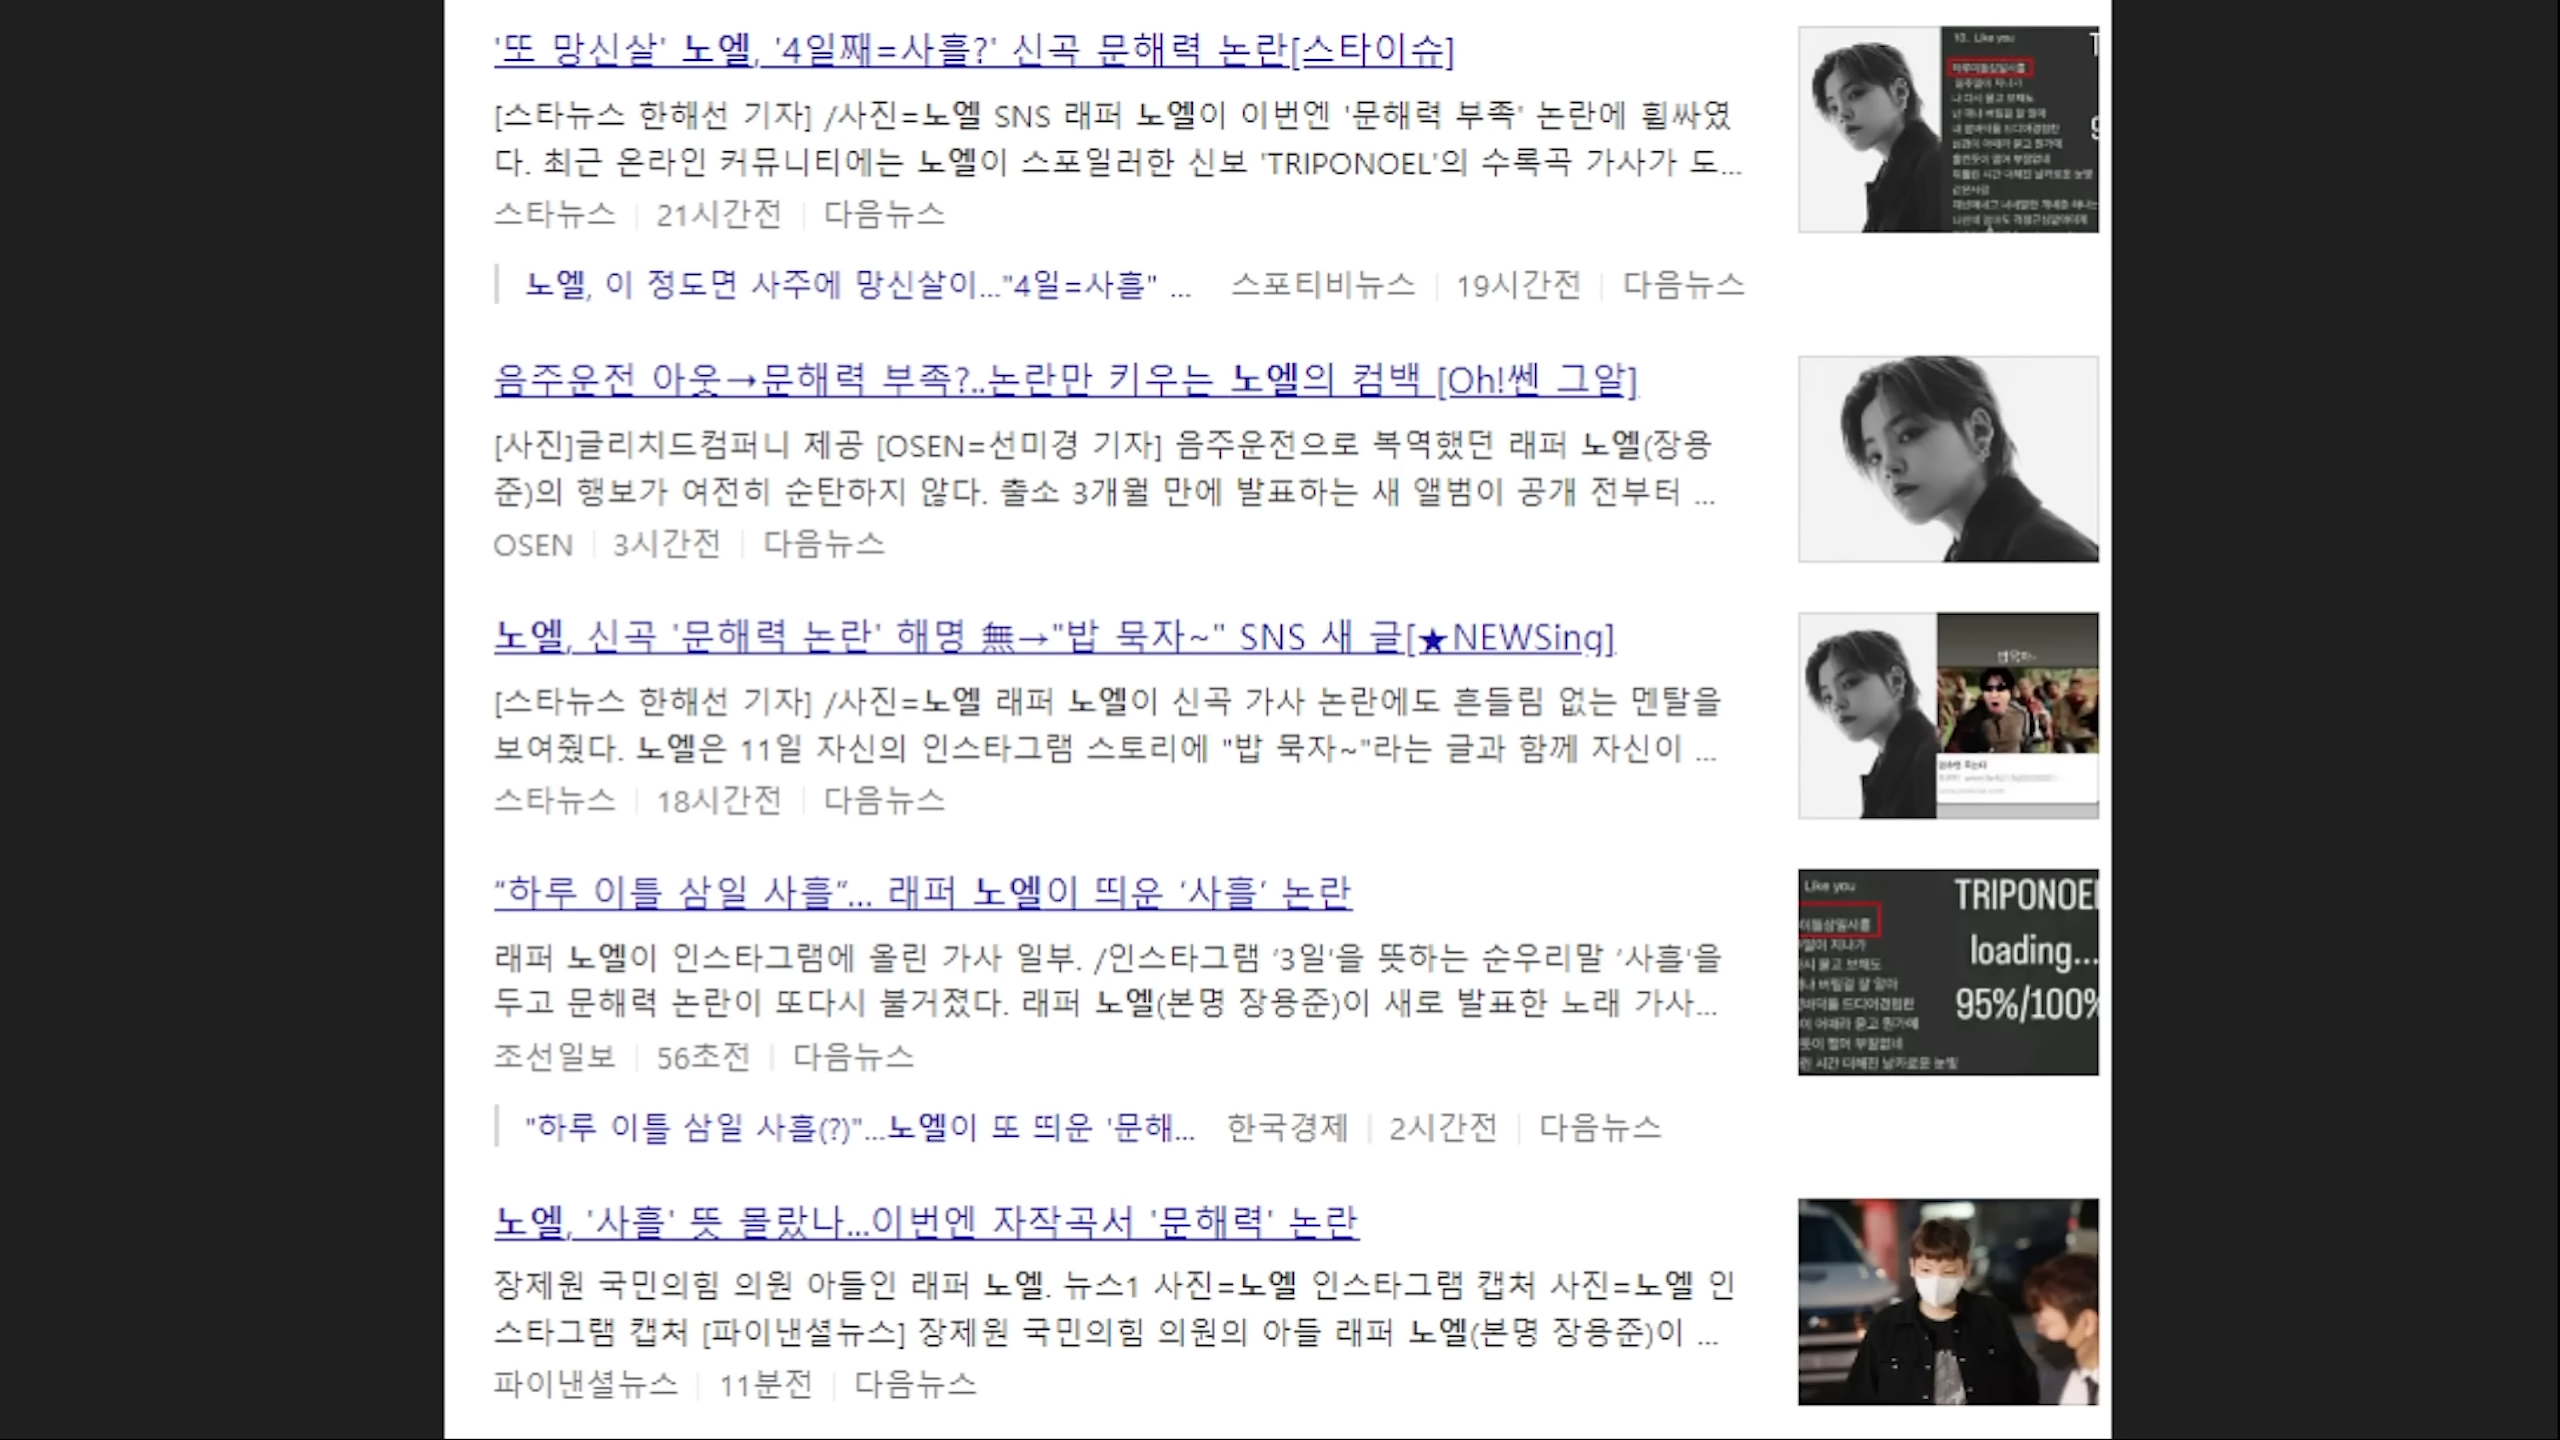 '또 망신살' 노엘, '4일째=사흘?' 신곡 문해력 논란[스타이슈]
[스타뉴스 한해선 기자] /사진=노엘 SNS 래퍼 노엘이 이번엔 '문해력 부족' 논란에 휩싸였
다. 최근 온라인 커뮤니티에는 노엘이 스포일러한 신보 'TRIPONOEL'의 수록곡 가사가 도...
스타뉴스 | 21시간전 | 다음뉴스
노엘, 이 정도면 사주에 망신살이..."4일=사흘" ... 스포티비뉴스 | 19시간전 | 다음뉴스
음주운전 아웃→문해력 부족?..논란만 키우는 노엘의 컴백 [Oh!쎈 그알]
[사진]글리치드컴퍼니 제공 [OSEN=선미경 기자] 음주운전으로 복역했던 래퍼 노엘(장용
준)의 행보가 여전히 순탄하지 않다. 출소 3개월 만에 발표하는 새 앨범이 공개 전부터 ...
OSEN | 3시간전 | 다음뉴스
노엘, 신곡 '문해력 논란' 해명 無→"밥 묵자~" SNS 새 글[★NEWSing]
[스타뉴스 한해선 기자] /사진=노엘 래퍼 노엘이 신곡 가사 논란에도 흔들림 없는 멘탈을
보여줬다. 노엘은 11일 자신의 인스타그램 스토리에 "밥 묵자~"라는 글과 함께 자신이 ...
스타뉴스 | 18시간전 | 다음뉴스
“하루 이틀 삼일 사흘”... 래퍼 노엘이 띄운 ‘사흘’ 논란
래퍼 노엘이 인스타그램에 올린 가사 일부. /인스타그램 ‘3일’을 뜻하는 순우리말 ‘사흘’을
두고 문해력 논란이 또다시 불거졌다. 래퍼 노엘(본명 장용준)이 새로 발표한 노래 가사...
조선일보 | 56초전 | 다음뉴스
Like you
TRIPONOEL
loading...
95%/100%
"하루 이틀 삼일 사흘(?)"...노엘이 또 띄운 '문해... 한국경제 | 2시간전 | 다음뉴스
노엘, '사흘' 뜻 몰랐나...이번엔 자작곡서 '문해력' 논란
장제원 국민의힘 의원 아들인 래퍼 노엘. 뉴스1 사진=노엘 인스타그램 캡처 사진=노엘 인
스타그램 캡처 [파이낸셜뉴스] 장제원 국민의힘 의원의 아들 래퍼 노엘(본명 장용준)이 ...
파이낸셜뉴스 | 11분전 | 다음뉴스